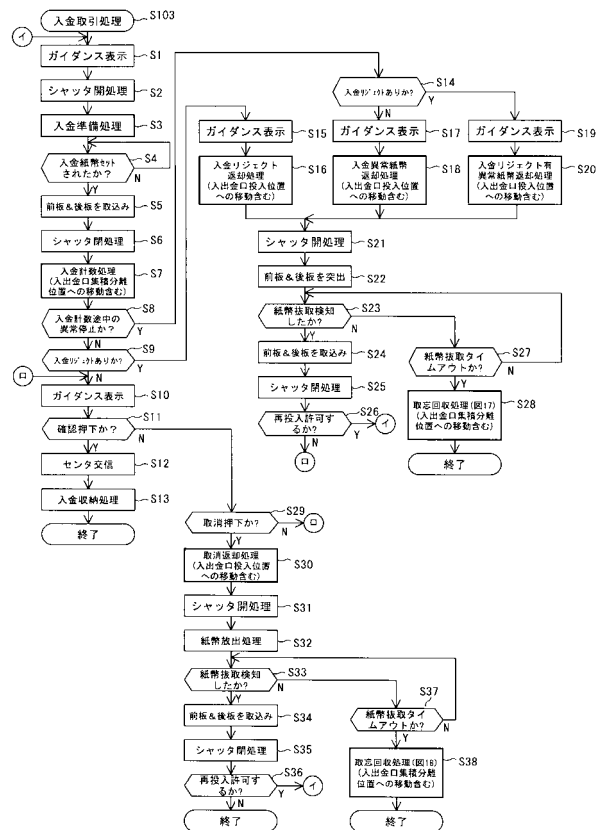 入金取引処理
S103
イ
ガイダンス表示
S1
シャッタ開処理
S2
入金準備処理
S3
入金紙幣セット
されたか?
S4
Y
N
前板&後板を取込み
S5
シャッタ閉処理
S6
入金計数処理
(入出金口集積分離
位置への移動含む)
S7
入金計数途中の
異常停止か?
S8
N
Y
入金リジェクトありか?
S9
N
Y
ロ
ガイダンス表示
S10
確認押下か?
S11
Y
N
センタ交信
S12
入金収納処理
S13
終了
入金リジェクトありか?
S14
N
Y
ガイダンス表示
S15
入金リジェクト
返却処理
(入出金口投入位置
への移動含む)
S16
ガイダンス表示
S17
入金異常紙幣
返却処理
(入出金口投入位置
への移動含む)
S18
ガイダンス表示
S19
入金リジェクト有
異常紙幣返却処理
(入出金口投入位置
への移動含む)
S20
シャッタ開処理
S21
前板&後板を突出
S22
紙幣抜取検知
したか?
S23
Y
N
前板&後板を取込み
S24
シャッタ閉処理
S25
再投入許可す
るか?
S26
Y
イ
N
ロ
紙幣抜取タイ
ムアウトか?
S27
Y
N
取忘回収処理(図17)
(入出金口集積分離
位置への移動含む)
S28
終了
取消押下か?
S29
N
ロ
Y
取消返却処理
(入出金口投入位置
への移動含む)
S30
シャッタ開処理
S31
紙幣放出処理
S32
紙幣抜取検知
したか?
S33
Y
N
前板&後板を取込み
S34
シャッタ閉処理
S35
再投入許可す
るか?
S36
Y
イ
N
終了
紙幣抜取タイ
ムアウトか?
S37
Y
N
取忘回収処理(図18)
(入出金口集積分離
位置への移動含む)
S38
終了